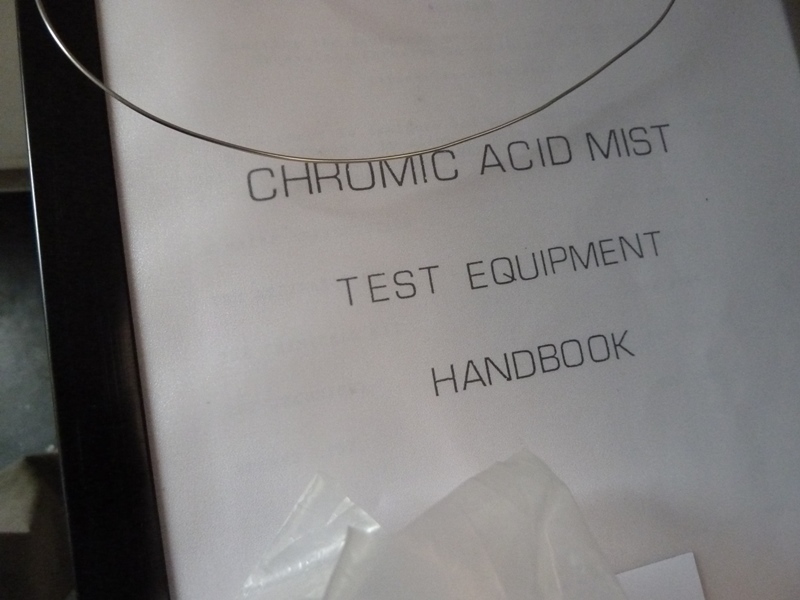 CHROMIC ACID MIST
TEST EQUIPMENT
HANDBOOK